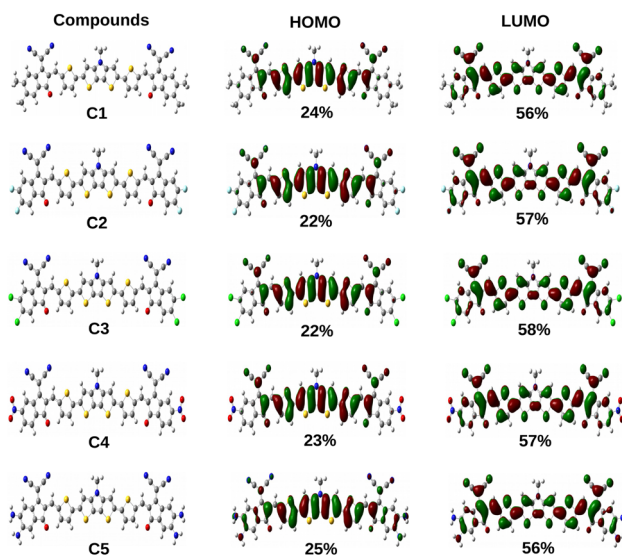 Compounds HOMO LUMO
C1 24% 56%
C2 22% 57%
C3 22% 58%
C4 23% 57%
C5 25% 56%